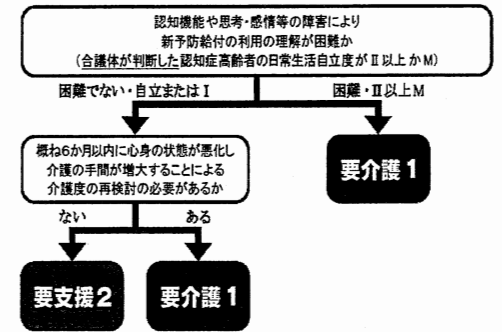 認知機能や思考・感情等の障害により
新予防給付の利用の理解が困難か
(合議体が判断した認知症高齢者の日常生活自立度がⅡ以上かM)
困難でない・自立またはⅠ
困難・Ⅱ以上M
概ね6か月以内に心身の状態が悪化し
介護の手間が増大することによる
介護度の再検討の必要があるか
要介護1
ない
ある
要支援2
要介護1